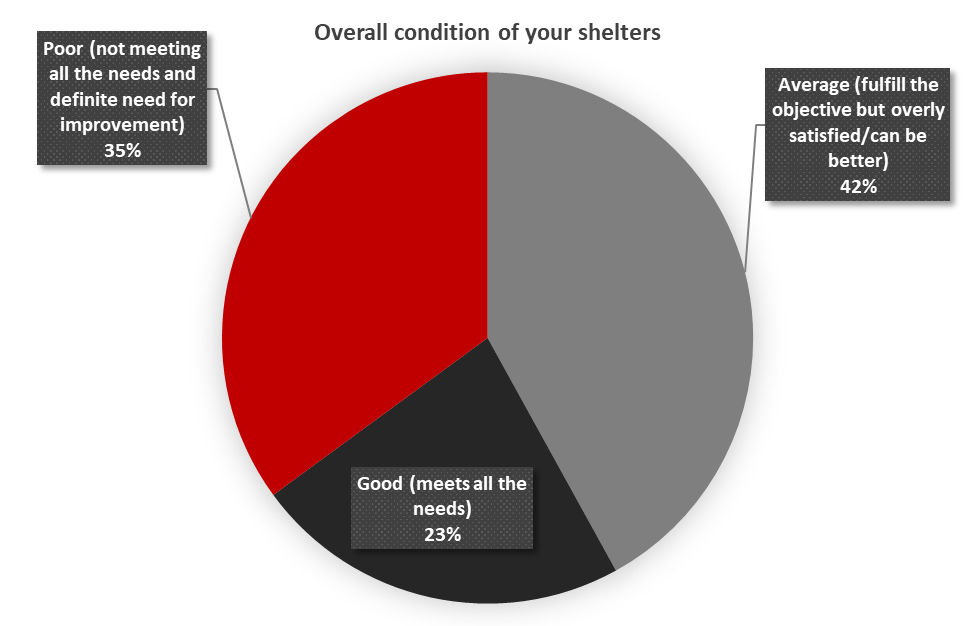 Overall condition of your shelters
Poor (not meeting
all the needs and
definite need for
improvement)
35%
Average (fulfill the
objective but overly
satisfied/can be
better)
42%
Good (meets all the
needs)
23%